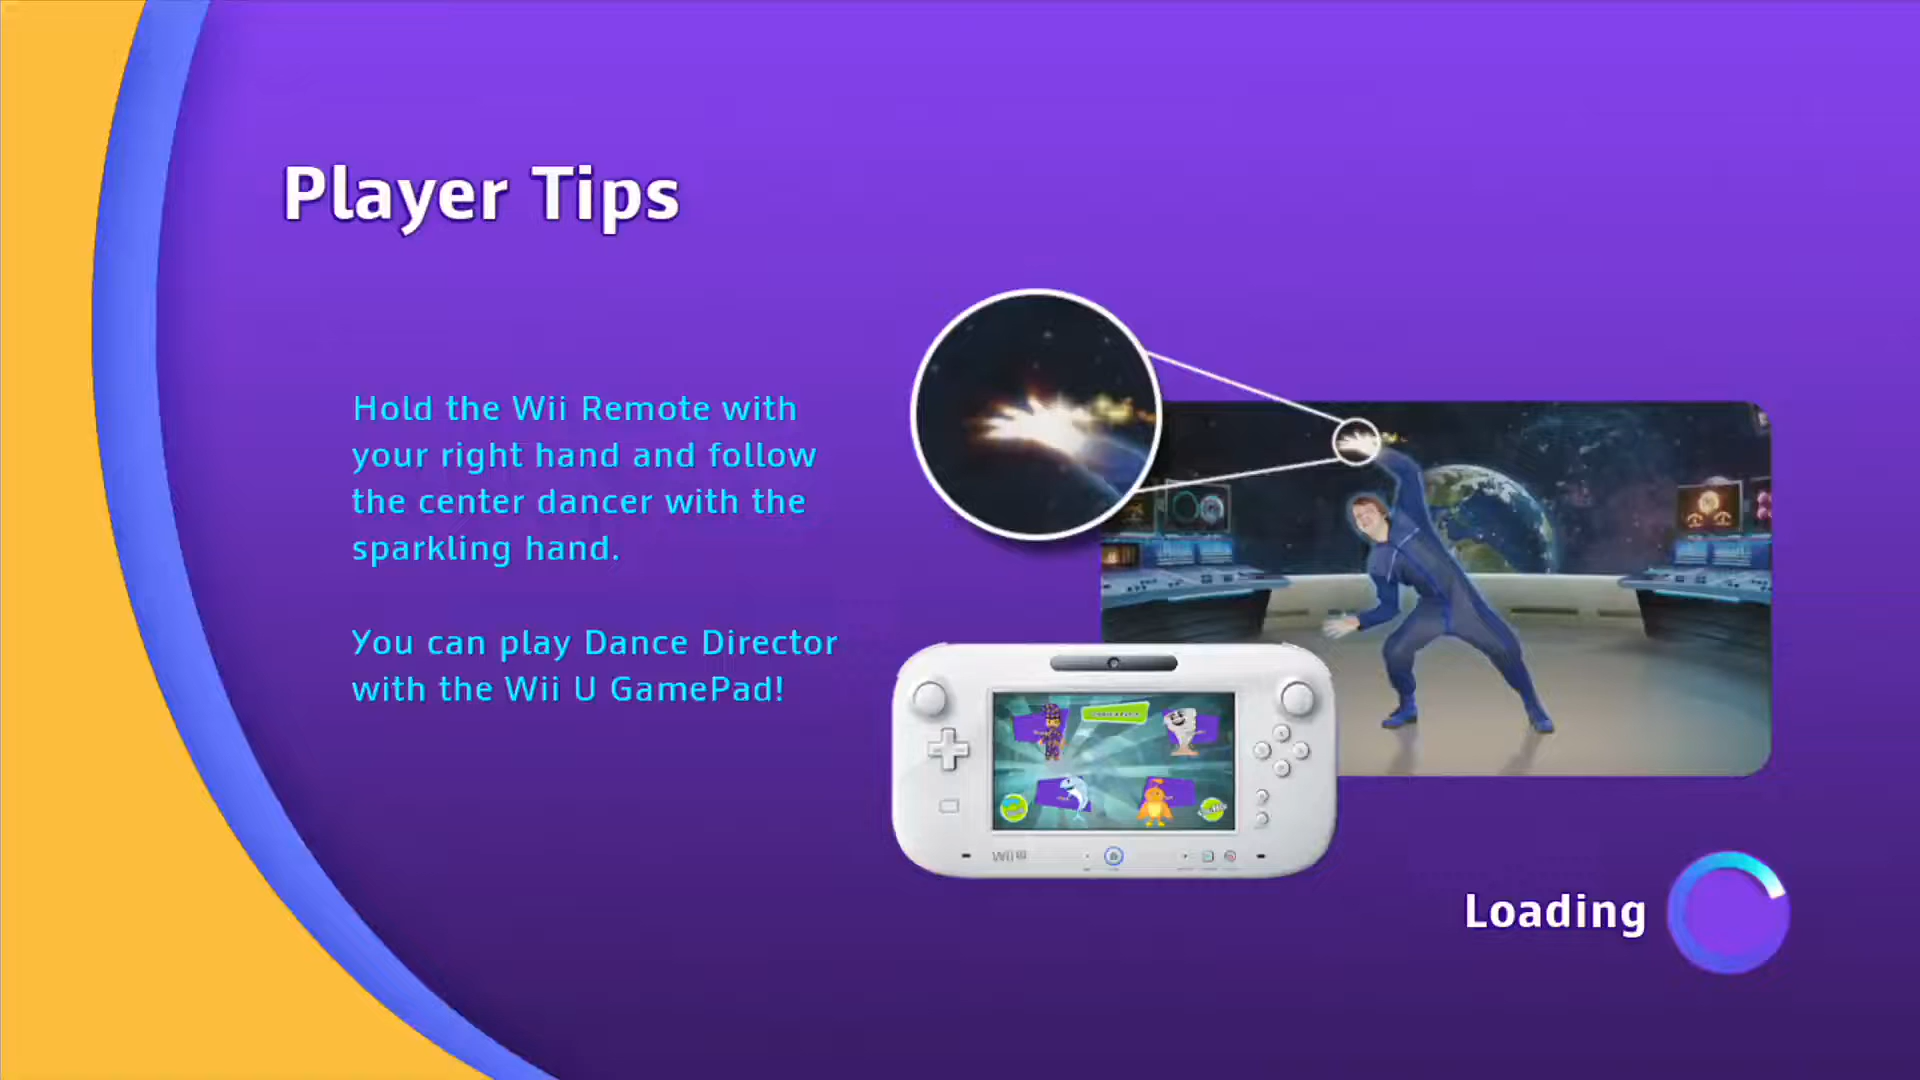 Player Tips
Hold the Wii Remote with
your right hand and follow
the center dancer with the
sparkling hand.
You can play Dance Director
with the Wii U GamePad!
Wii U
Loading